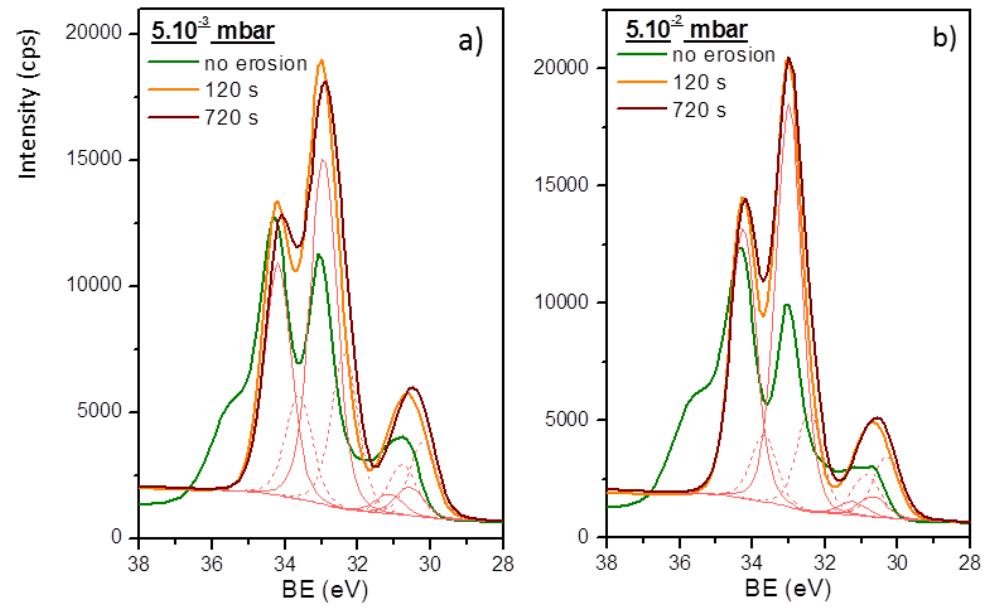 5.10⁻³ mbar
a)
no erosion
120 s
720 s
Intensity (cps)
20000
15000
10000
5000
0
38 36 34 32 30 28
BE (eV)
5.10⁻² mbar
b)
no erosion
120 s
720 s
20000
15000
10000
5000
0
38 36 34 32 30 28
BE (eV)